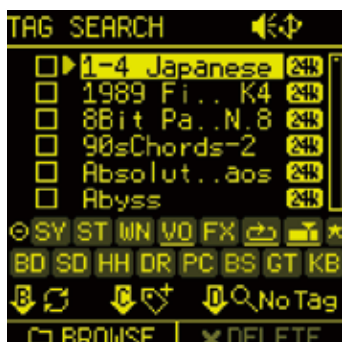 TAG SEARCH
1-4 Japanese 24k
1989 Fi.. K4 24k
8Bit Pa..N.8 24k
90sChords-2 24k
Absolut..aos 24k
Abyss 24k
SY ST WN VO FX
BD SD HH DR PC BS GT KB
B C D No Tag
BROWSE DELETE